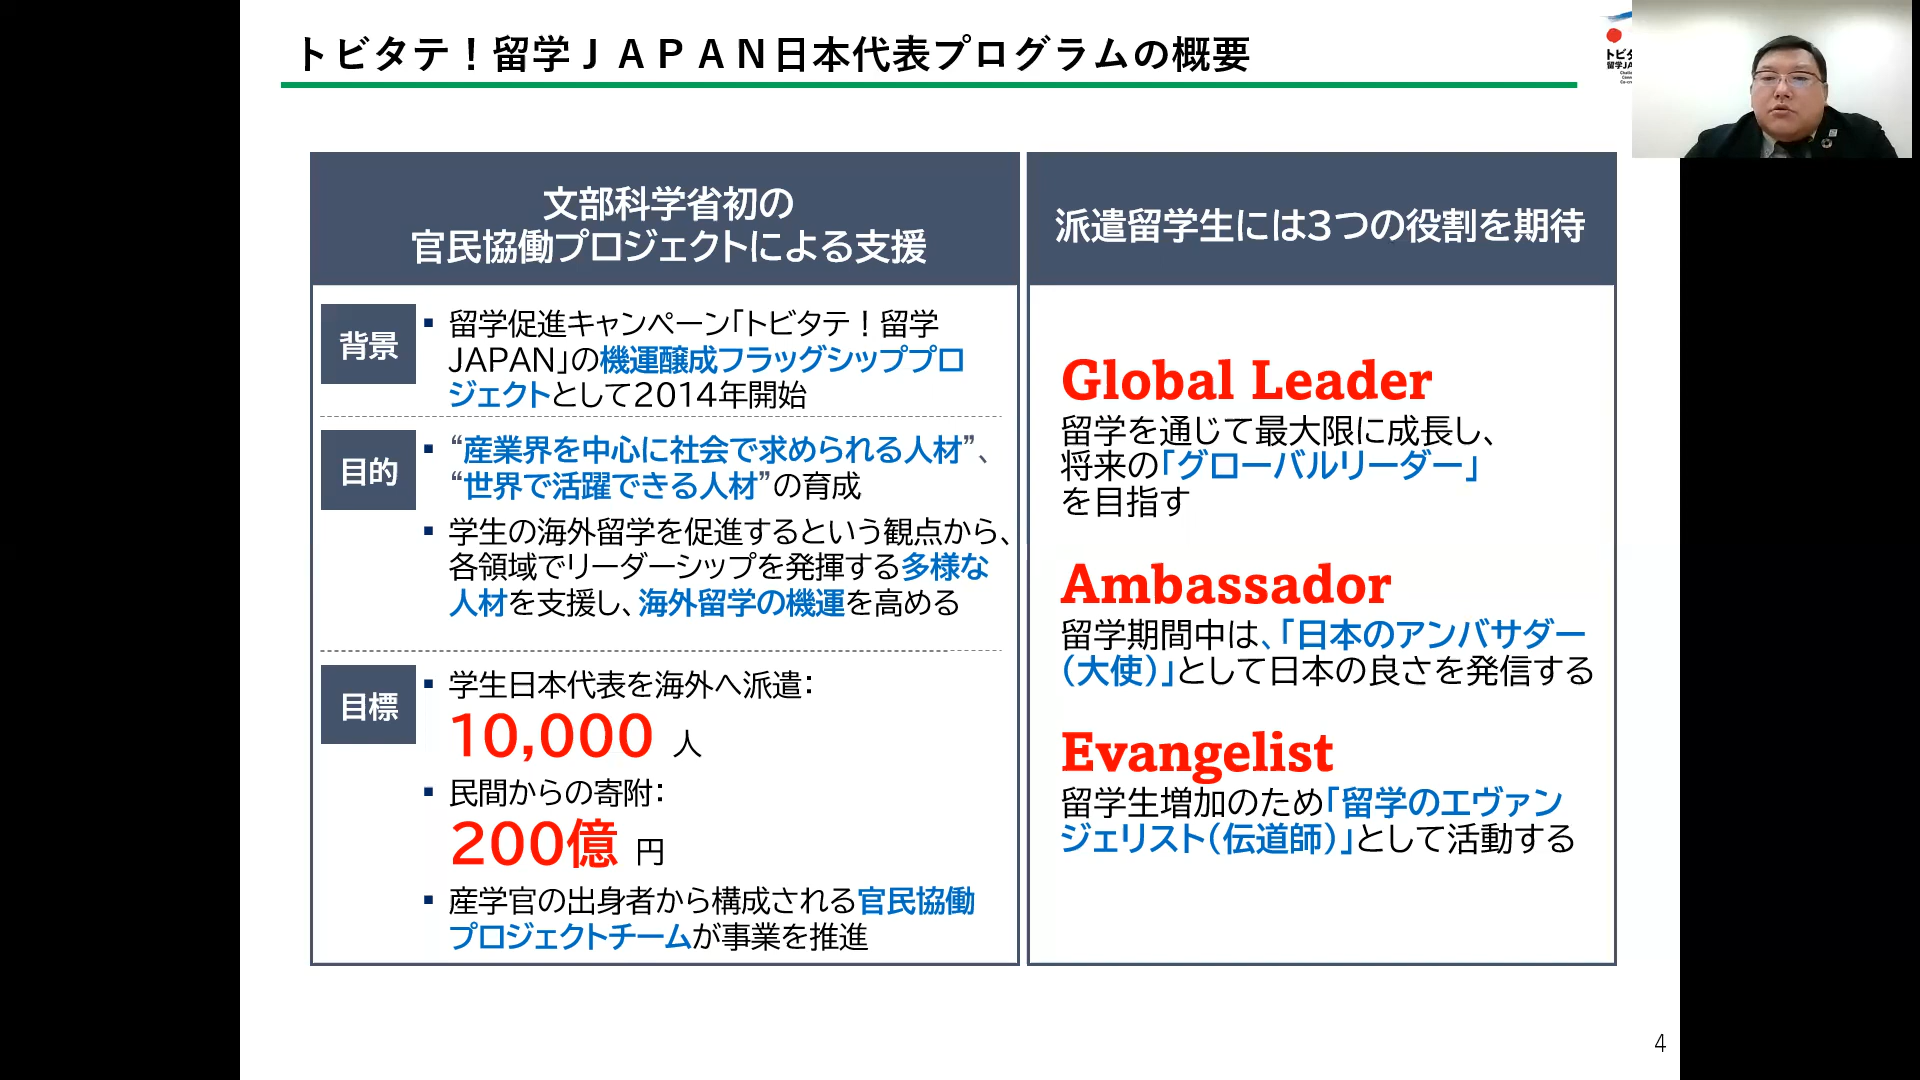 トビタテ！留学ＪＡＰＡＮ日本代表プログラムの概要
文部科学省初の
官民協働プロジェクトによる支援
背景
▪ 留学促進キャンペーン「トビタテ！留学
JAPAN」の機運醸成フラッグシッププロ
ジェクトとして2014年開始
目的
▪ “産業界を中心に社会で求められる人材”、
“世界で活躍できる人材”の育成
▪ 学生の海外留学を促進するという観点から、
各領域でリーダーシップを発揮する多様な
人材を支援し、海外留学の機運を高める
目標
▪ 学生日本代表を海外へ派遣：
10,000 人
▪ 民間からの寄附：
200億 円
▪ 産学官の出身者から構成される官民協働
プロジェクトチームが事業を推進
派遣留学生には3つの役割を期待
Global Leader
留学を通じて最大限に成長し、
将来の「グローバルリーダー」
を目指す
Ambassador
留学期間中は、「日本のアンバサダー
（大使）」として日本の良さを発信する
Evangelist
留学生増加のため「留学のエヴァン
ジェリスト（伝道師）」として活動する
4